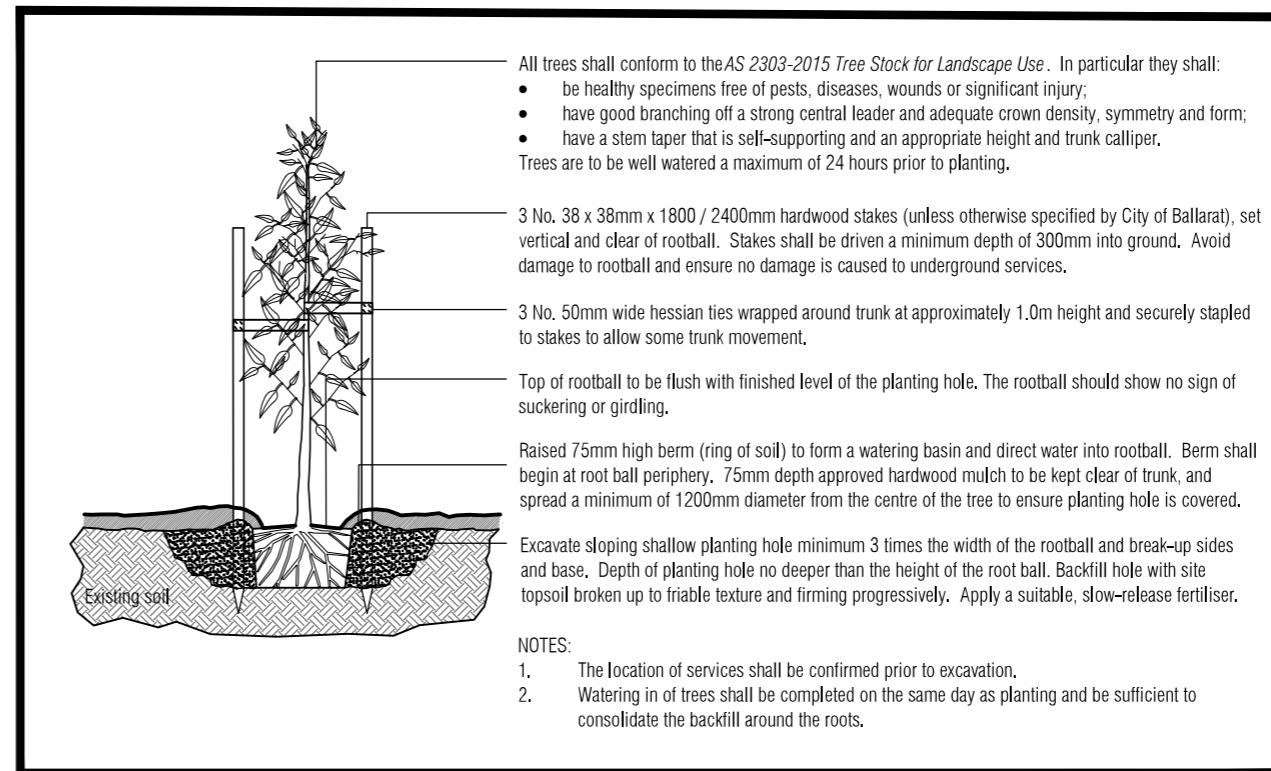 All trees shall conform to the AS 2303-2015 Tree Stock for Landscape Use. In particular they shall:
• be healthy specimens free of pests, diseases, wounds or significant injury;
• have good branching off a strong central leader and adequate crown density, symmetry and form;
• have a stem taper that is self-supporting and an appropriate height and trunk calliper.
Trees are to be well watered a maximum of 24 hours prior to planting.
3 No. 38 x 38mm x 1800 / 2400mm hardwood stakes (unless otherwise specified by City of Ballarat), set
vertical and clear of rootball. Stakes shall be driven a minimum depth of 300mm into ground. Avoid
damage to rootball and ensure no damage is caused to underground services.
3 No. 50mm wide hessian ties wrapped around trunk at approximately 1.0m height and securely stapled
to stakes to allow some trunk movement.
Top of rootball to be flush with finished level of the planting hole. The rootball should show no sign of
suckering or girdling.
Raised 75mm high berm (ring of soil) to form a watering basin and direct water into rootball. Berm shall
begin at root ball periphery. 75mm depth approved hardwood mulch to be kept clear of trunk, and
spread a minimum of 1200mm diameter from the centre of the tree to ensure planting hole is covered.
Excavate sloping shallow planting hole minimum 3 times the width of the rootball and break-up sides
and base. Depth of planting hole no deeper than the height of the root ball. Backfill hole with site
topsoil broken up to friable texture and firming progressively. Apply a suitable, slow-release fertiliser.
Existing soil
NOTES:
1. The location of services shall be confirmed prior to excavation.
2. Watering in of trees shall be completed on the same day as planting and be sufficient to
consolidate the backfill around the roots.